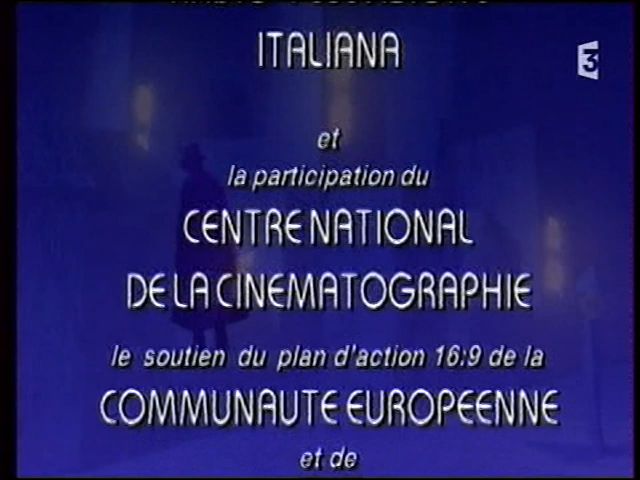 ITALIANA
3
et
la participation du
CENTRE NATIONAL
DE LA CINEMATOGRAPHIE
le soutien du plan d'action 16:9 de la
COMMUNAUTE EUROPEENNE
et de